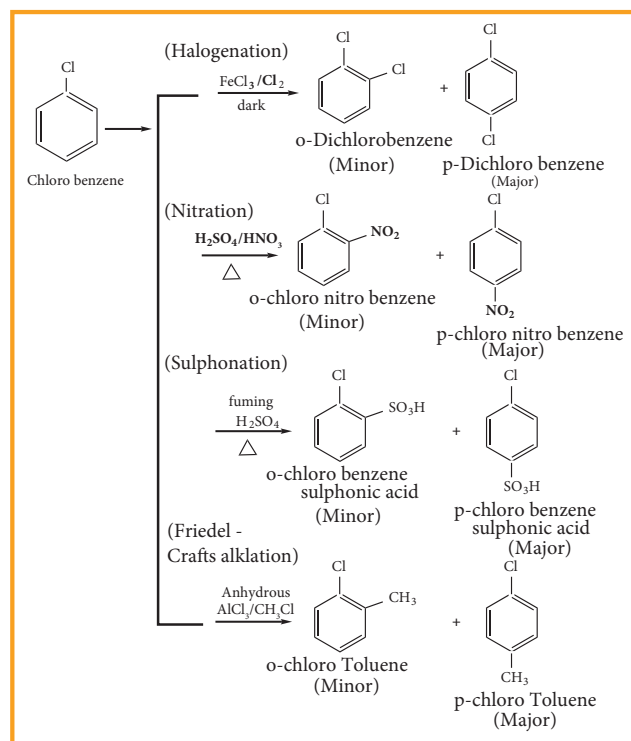 (Halogenation)
Cl
Chloro benzene
FeCl3/Cl2
dark
Cl
Cl
o-Dichlorobenzene
(Minor)
+
Cl
Cl
p-Dichloro benzene
(Major)
(Nitration)
H2SO4/HNO3
△
Cl
NO2
o-chloro nitro benzene
(Minor)
+
Cl
NO2
p-chloro nitro benzene
(Major)
(Sulphonation)
fuming
H2SO4
△
Cl
SO3H
o-chloro benzene
sulphonic acid
(Minor)
+
Cl
SO3H
p-chloro benzene
sulphonic acid
(Major)
(Friedel -
Crafts alklation)
Anhydrous
AlCl3/CH3Cl
Cl
CH3
o-chloro Toluene
(Minor)
+
Cl
CH3
p-chloro Toluene
(Major)